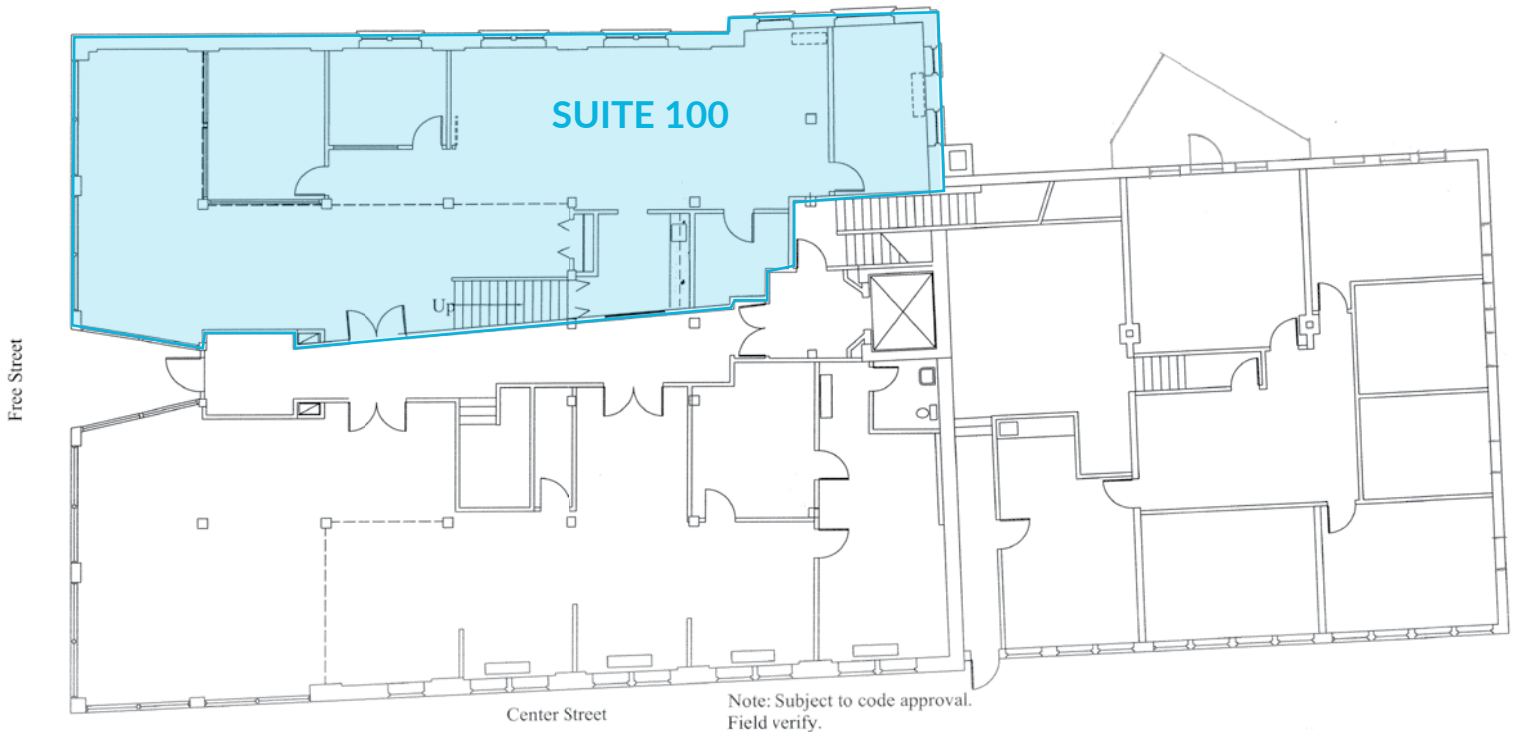 SUITE 100
Up
Free Street
Center Street
Note: Subject to code approval.
Field verify.